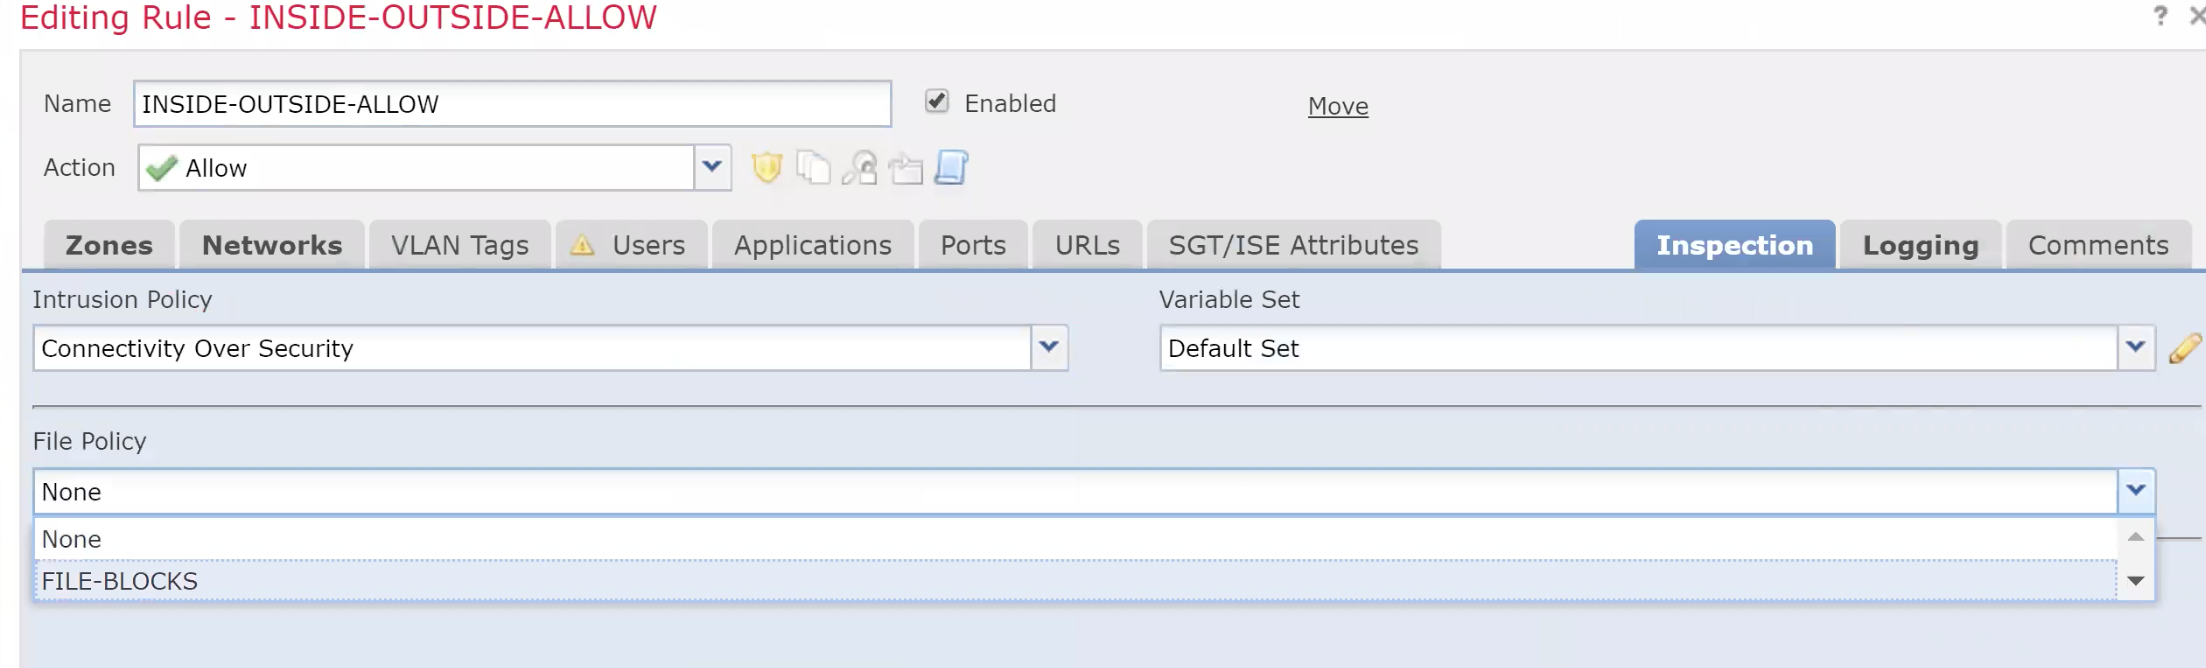 Editing Rule - INSIDE-OUTSIDE-ALLOW ?
Name INSIDE-OUTSIDE-ALLOW Enabled Move
Action Allow
Zones Networks VLAN Tags Users Applications Ports URLs SGT/ISE Attributes Inspection Logging Comments
Intrusion Policy Variable Set
Connectivity Over Security Default Set
File Policy
None
None
FILE-BLOCKS